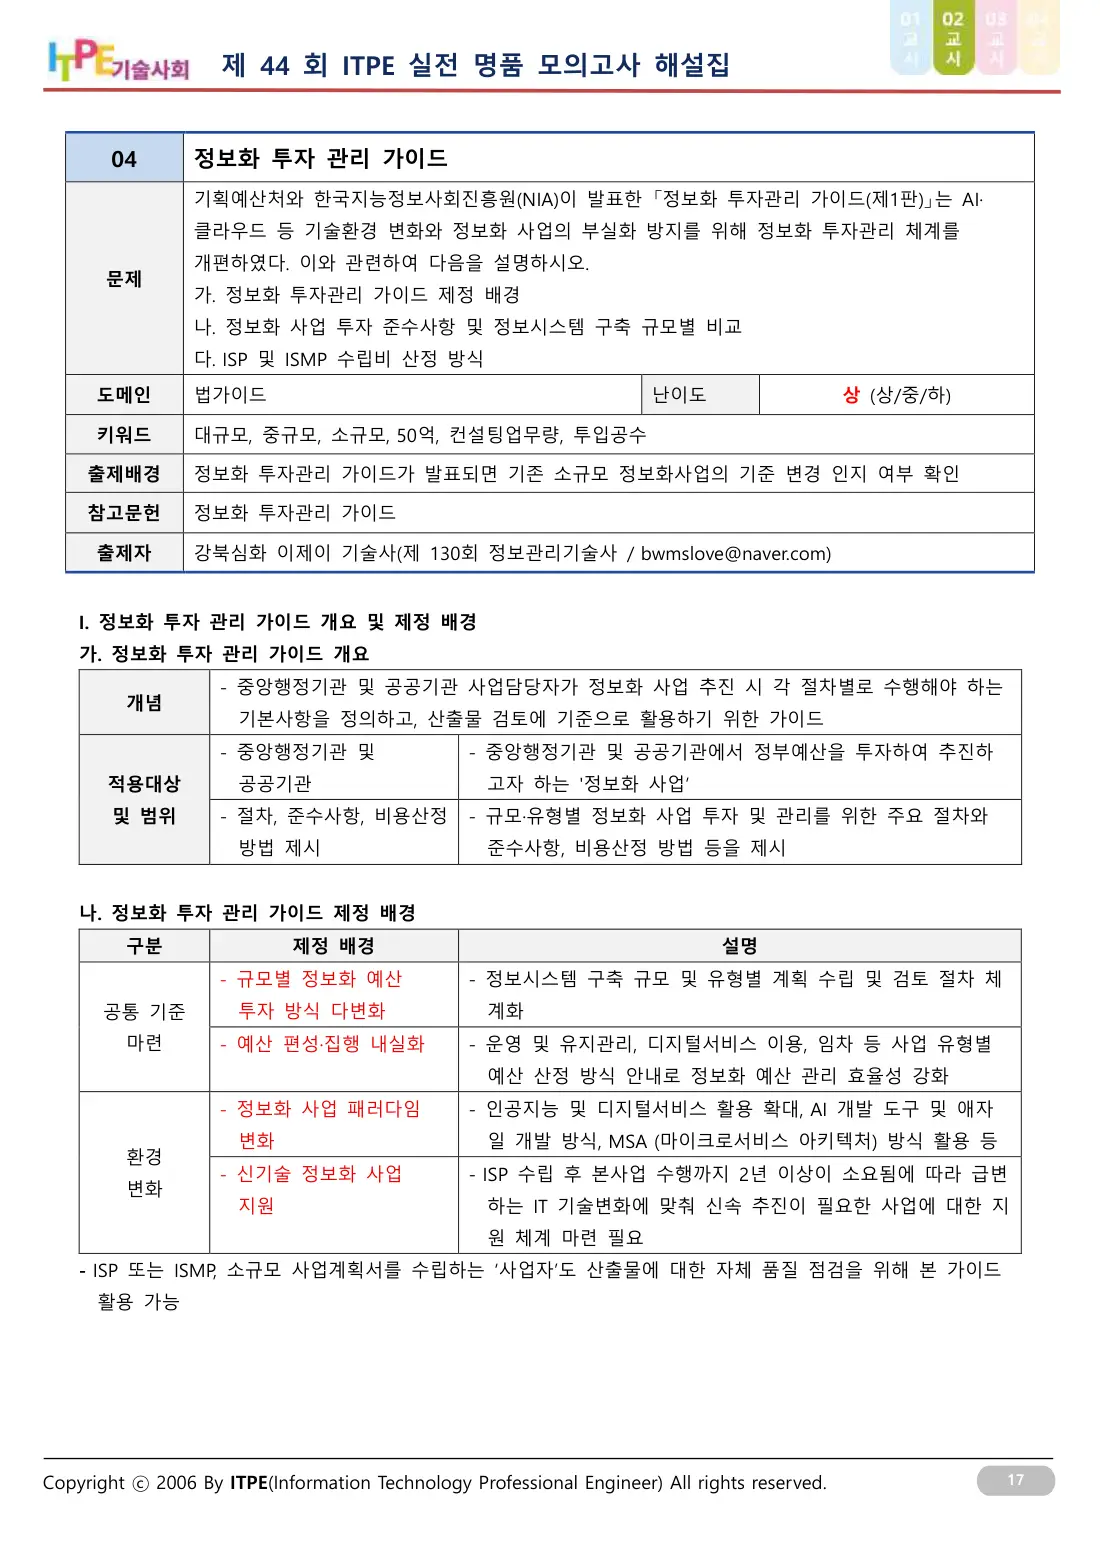 ITPE기술사회
제 44 회 ITPE 실전 명품 모의고사 해설집
01 교시
02 교시
03 교시
04 정보화 투자 관리 가이드
문제
기획예산처와 한국지능정보사회진흥원(NIA)이 발표한 「정보화 투자관리 가이드(제1판)」는 AI·
클라우드 등 기술환경 변화와 정보화 사업의 부실화 방지를 위해 정보화 투자관리 체계를
개편하였다. 이와 관련하여 다음을 설명하시오.
가. 정보화 투자관리 가이드 제정 배경
나. 정보화 사업 투자 준수사항 및 정보시스템 구축 규모별 비교
다. ISP 및 ISMP 수립비 산정 방식
도메인 법가이드 난이도 상 (상/중/하)
키워드 대규모, 중규모, 소규모, 50억, 컨설팅업무량, 투입공수
출제배경 정보화 투자관리 가이드가 발표되면 기존 소규모 정보화사업의 기준 변경 인지 여부 확인
참고문헌 정보화 투자관리 가이드
출제자 강북심화 이제이 기술사(제 130회 정보관리기술사 / bwmslove@naver.com)
I. 정보화 투자 관리 가이드 개요 및 제정 배경
가. 정보화 투자 관리 가이드 개요
개념
- 중앙행정기관 및 공공기관 사업담당자가 정보화 사업 추진 시 각 절차별로 수행해야 하는
기본사항을 정의하고, 산출물 검토에 기준으로 활용하기 위한 가이드
적용대상
및 범위
- 중앙행정기관 및
공공기관
- 중앙행정기관 및 공공기관에서 정부예산을 투자하여 추진하
고자 하는 '정보화 사업’
- 절차, 준수사항, 비용산정
방법 제시
- 규모·유형별 정보화 사업 투자 및 관리를 위한 주요 절차와
준수사항, 비용산정 방법 등을 제시
나. 정보화 투자 관리 가이드 제정 배경
구분 제정 배경 설명
공통 기준
마련
- 규모별 정보화 예산
투자 방식 다변화
- 정보시스템 구축 규모 및 유형별 계획 수립 및 검토 절차 체
계화
- 예산 편성·집행 내실화
- 운영 및 유지관리, 디지털서비스 이용, 임차 등 사업 유형별
예산 산정 방식 안내로 정보화 예산 관리 효율성 강화
환경
변화
- 정보화 사업 패러다임
변화
- 인공지능 및 디지털서비스 활용 확대, AI 개발 도구 및 애자
일 개발 방식, MSA (마이크로서비스 아키텍처) 방식 활용 등
- 신기술 정보화 사업
지원
- ISP 수립 후 본사업 수행까지 2년 이상이 소요됨에 따라 급변
하는 IT 기술변화에 맞춰 신속 추진이 필요한 사업에 대한 지
원 체계 마련 필요
- ISP 또는 ISMP, 소규모 사업계획서를 수립하는 ‘사업자’도 산출물에 대한 자체 품질 점검을 위해 본 가이드
활용 가능
Copyright ⓒ 2006 By ITPE(Information Technology Professional Engineer) All rights reserved.
17